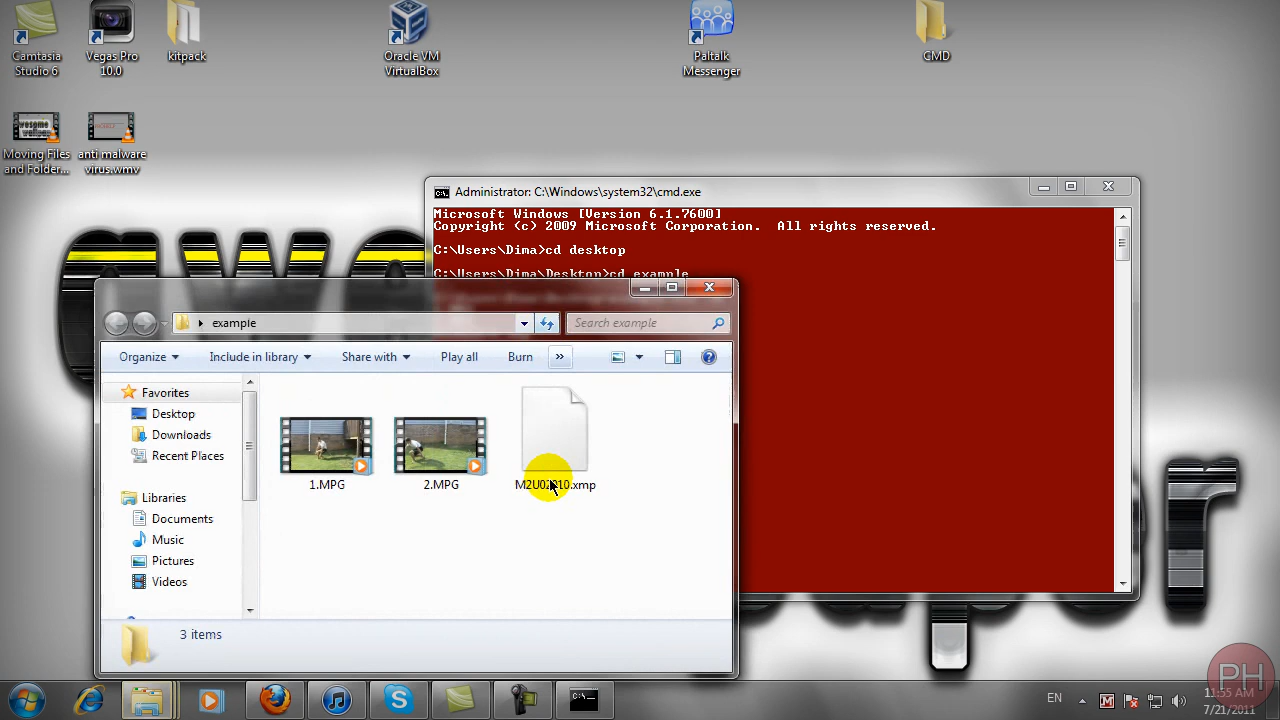 Camtasia
Studio 6
Vegas Pro
10.0
kitpack
Oracle VM
VirtualBox
Paltalk
Messenger
CMD
Moving Files
and Folder...
anti malware
virus.wmv
Administrator: C:\Windows\system32\cmd.exe
Microsoft Windows [Version 6.1.7600]
Copyright (c) 2009 Microsoft Corporation.  All rights reserved.
C:\Users\Dima>cd desktop
C:\Users\Dima\Desktop>cd example
example
Search example
Organize
Include in library
Share with
Play all
Burn
»
Favorites
Desktop
Downloads
Recent Places
Libraries
Documents
Music
Pictures
Videos
1.MPG
2.MPG
3 items
EN
PH
11:55 AM
7/21/2011